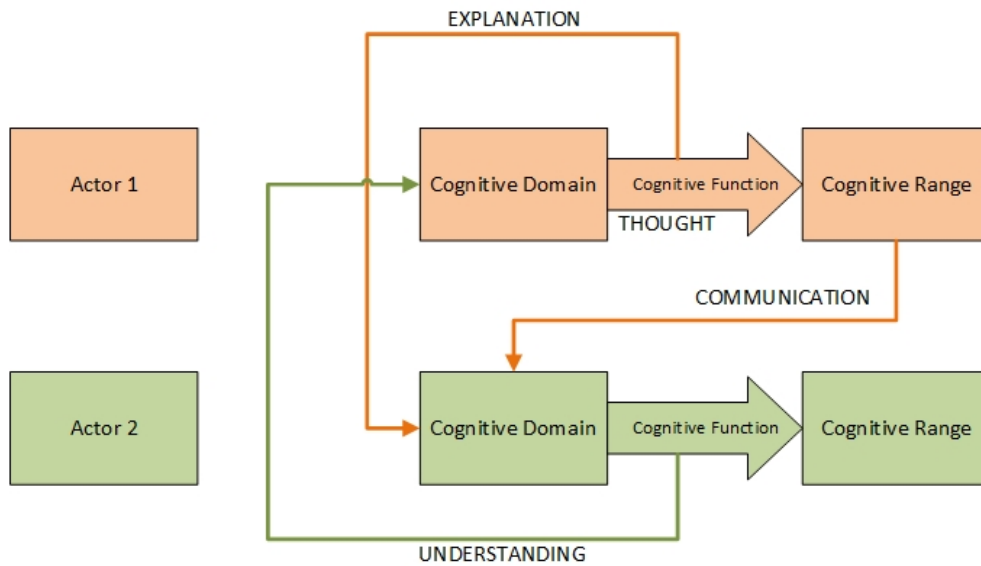 EXPLANATION
Actor 1
Cognitive Domain
Cognitive Function
Cognitive Range
THOUGHT
COMMUNICATION
Actor 2
Cognitive Domain
Cognitive Function
Cognitive Range
UNDERSTANDING